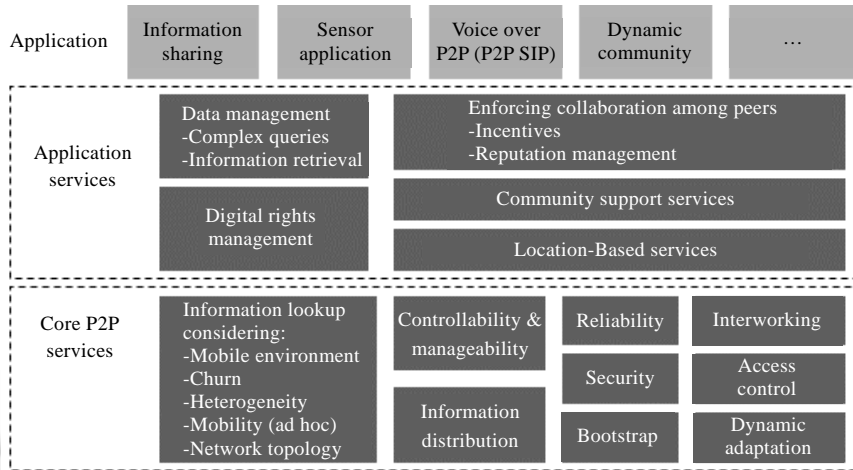 Application
Information
sharing
Sensor
application
Voice over
P2P (P2P SIP)
Dynamic
community
…
Application
services
Data management
-Complex queries
-Information retrieval
Digital rights
management
Enforcing collaboration among peers
-Incentives
-Reputation management
Community support services
Location-Based services
Core P2P
services
Information lookup
considering:
-Mobile environment
-Churn
-Heterogeneity
-Mobility (ad hoc)
-Network topology
Controllability &
manageability
Information
distribution
Reliability
Security
Bootstrap
Interworking
Access
control
Dynamic
adaptation